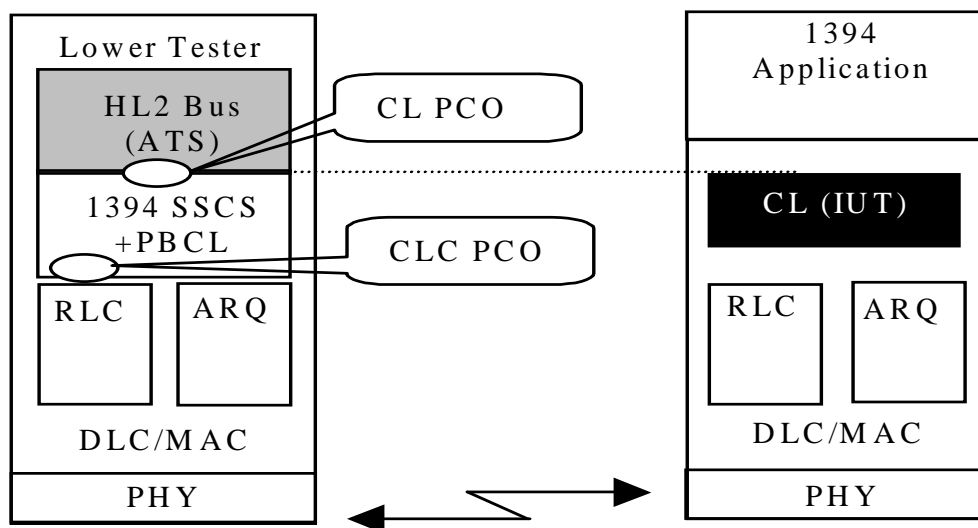 Lower Tester
HL2 Bus
(ATS)
CL PCO
1394 SSCS
+PBCL
CLC PCO
RLC
ARQ
DLC/MAC
PHY
1394
Application
CL (IUT)
RLC
ARQ
DLC/MAC
PHY